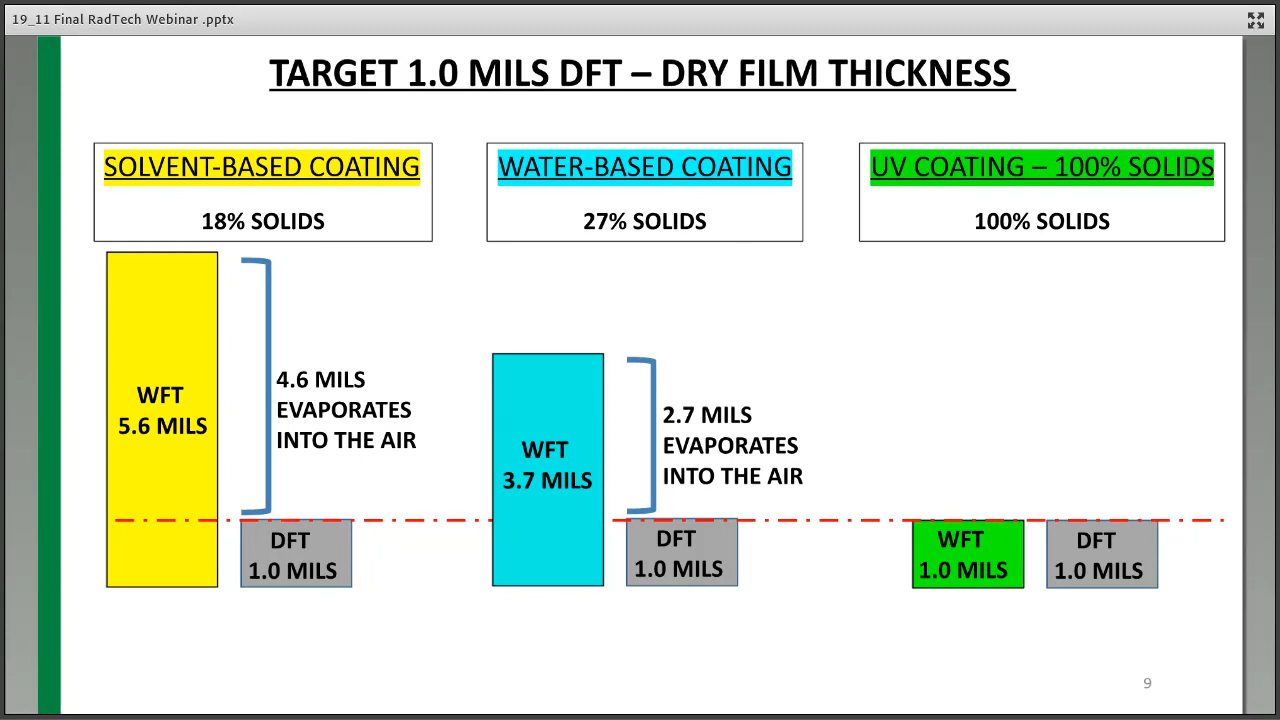 19_11 Final RadTech Webinar .pptx
TARGET 1.0 MILS DFT – DRY FILM THICKNESS
SOLVENT-BASED COATING
18% SOLIDS
WATER-BASED COATING
27% SOLIDS
UV COATING – 100% SOLIDS
100% SOLIDS
WFT
5.6 MILS
4.6 MILS
EVAPORATES
INTO THE AIR
DFT
1.0 MILS
WFT
3.7 MILS
2.7 MILS
EVAPORATES
INTO THE AIR
DFT
1.0 MILS
WFT
1.0 MILS
DFT
1.0 MILS
9